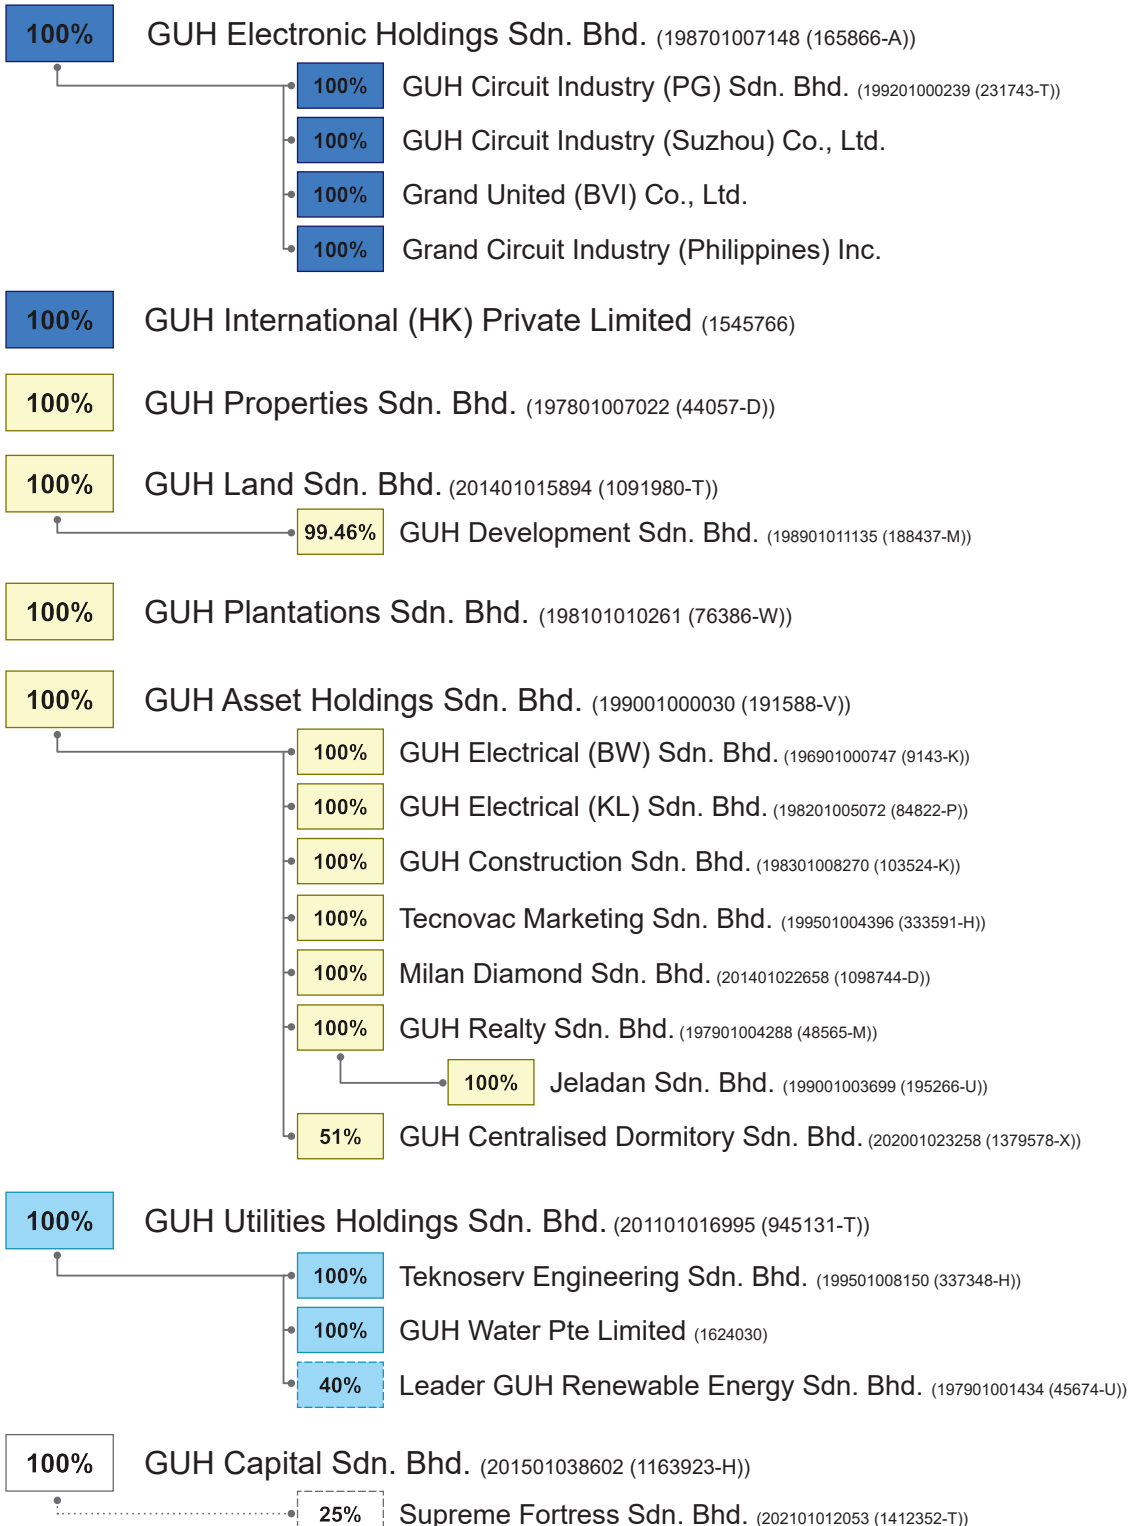 100% GUH Electronic Holdings Sdn. Bhd. (198701007148 (165866-A))
100% GUH Circuit Industry (PG) Sdn. Bhd. (199201000239 (231743-T))
100% GUH Circuit Industry (Suzhou) Co., Ltd.
100% Grand United (BVI) Co., Ltd.
100% Grand Circuit Industry (Philippines) Inc.
100% GUH International (HK) Private Limited (1545766)
100% GUH Properties Sdn. Bhd. (197801007022 (44057-D))
100% GUH Land Sdn. Bhd. (201401015894 (1091980-T))
99.46% GUH Development Sdn. Bhd. (198901011135 (188437-M))
100% GUH Plantations Sdn. Bhd. (198101010261 (76386-W))
100% GUH Asset Holdings Sdn. Bhd. (199001000030 (191588-V))
100% GUH Electrical (BW) Sdn. Bhd. (196901000747 (9143-K))
100% GUH Electrical (KL) Sdn. Bhd. (198201005072 (84822-P))
100% GUH Construction Sdn. Bhd. (198301008270 (103524-K))
100% Tecnovac Marketing Sdn. Bhd. (199501004396 (333591-H))
100% Milan Diamond Sdn. Bhd. (201401022658 (1098744-D))
100% GUH Realty Sdn. Bhd. (197901004288 (48565-M))
100% Jeladan Sdn. Bhd. (199001003699 (195266-U))
51% GUH Centralised Dormitory Sdn. Bhd. (202001023258 (1379578-X))
100% GUH Utilities Holdings Sdn. Bhd. (201101016995 (945131-T))
100% Teknoserv Engineering Sdn. Bhd. (199501008150 (337348-H))
100% GUH Water Pte Limited (1624030)
40% Leader GUH Renewable Energy Sdn. Bhd. (197901001434 (45674-U))
100% GUH Capital Sdn. Bhd. (201501038602 (1163923-H))
25% Supreme Fortress Sdn. Bhd. (202101012053 (1412352-T))